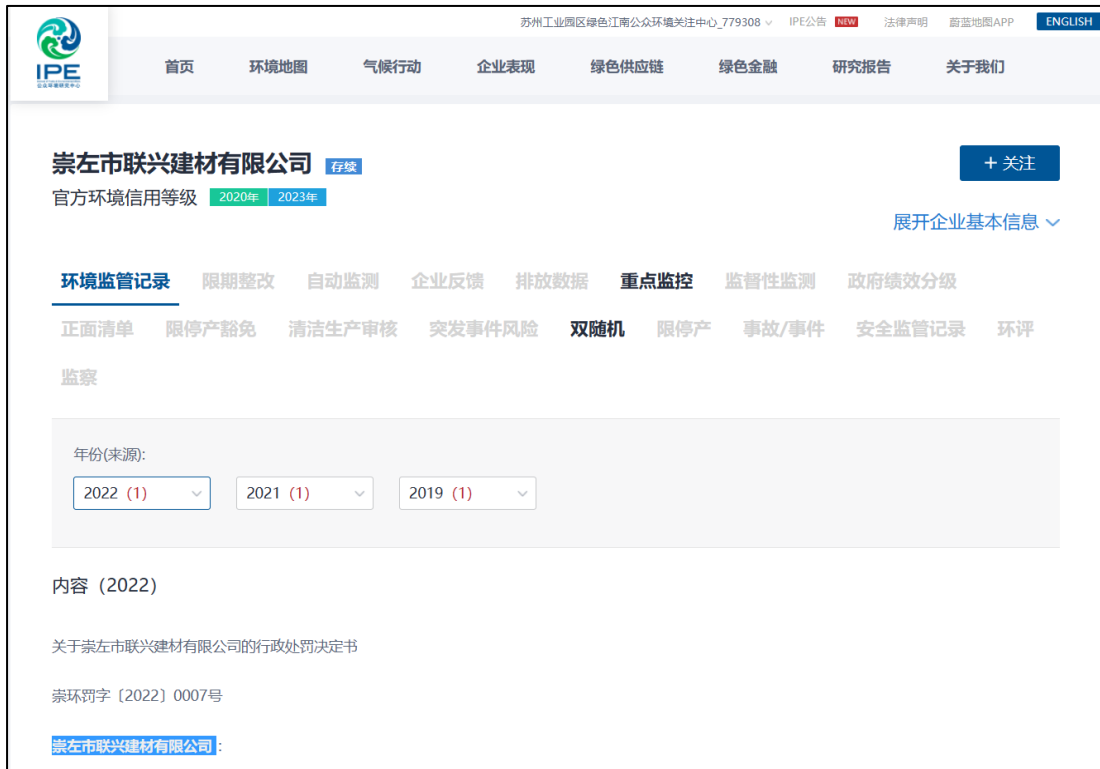 苏州工业园区绿色江南公众环境关注中心_779308 IPE公告 NEW 法律声明 蔚蓝地图APP ENGLISH
IPE
公众环境研究中心
首页 环境地图 气候行动 企业表现 绿色供应链 绿色金融 研究报告 关于我们
崇左市联兴建材有限公司 存续
+ 关注
官方环境信用等级 2020年 2023年
展开企业基本信息
环境监管记录 限期整改 自动监测 企业反馈 排放数据 重点监控 监督性监测 政府绩效分级
正面清单 限停产豁免 清洁生产审核 突发事件风险 双随机 限停产 事故/事件 安全监管记录 环评
监察
年份(来源):
2022 (1) 2021 (1) 2019 (1)
内容（2022）
关于崇左市联兴建材有限公司的行政处罚决定书
崇环罚字〔2022〕0007号
崇左市联兴建材有限公司：